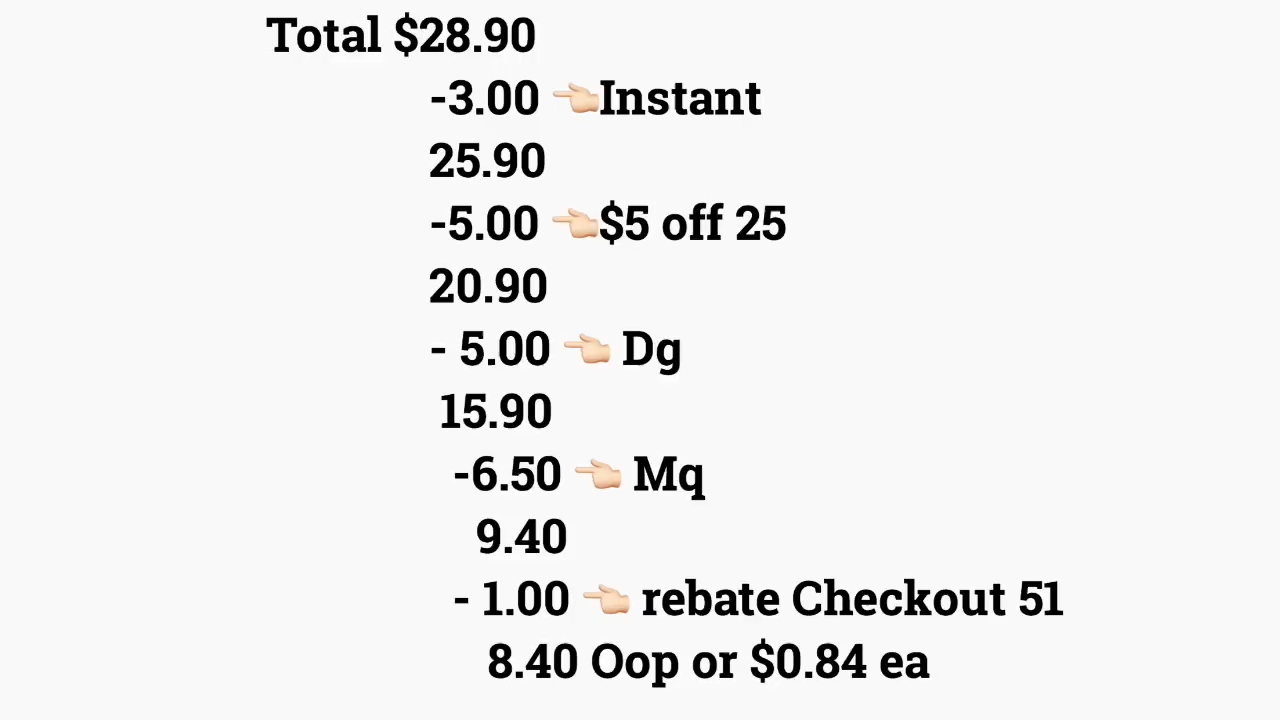 Total $28.90
-3.00 👈🏻Instant
25.90
-5.00 👈🏻$5 off 25
20.90
- 5.00 👈🏻 Dg
15.90
-6.50 👈🏻 Mq
9.40
- 1.00 👈🏻 rebate Checkout 51
8.40 Oop or $0.84 ea